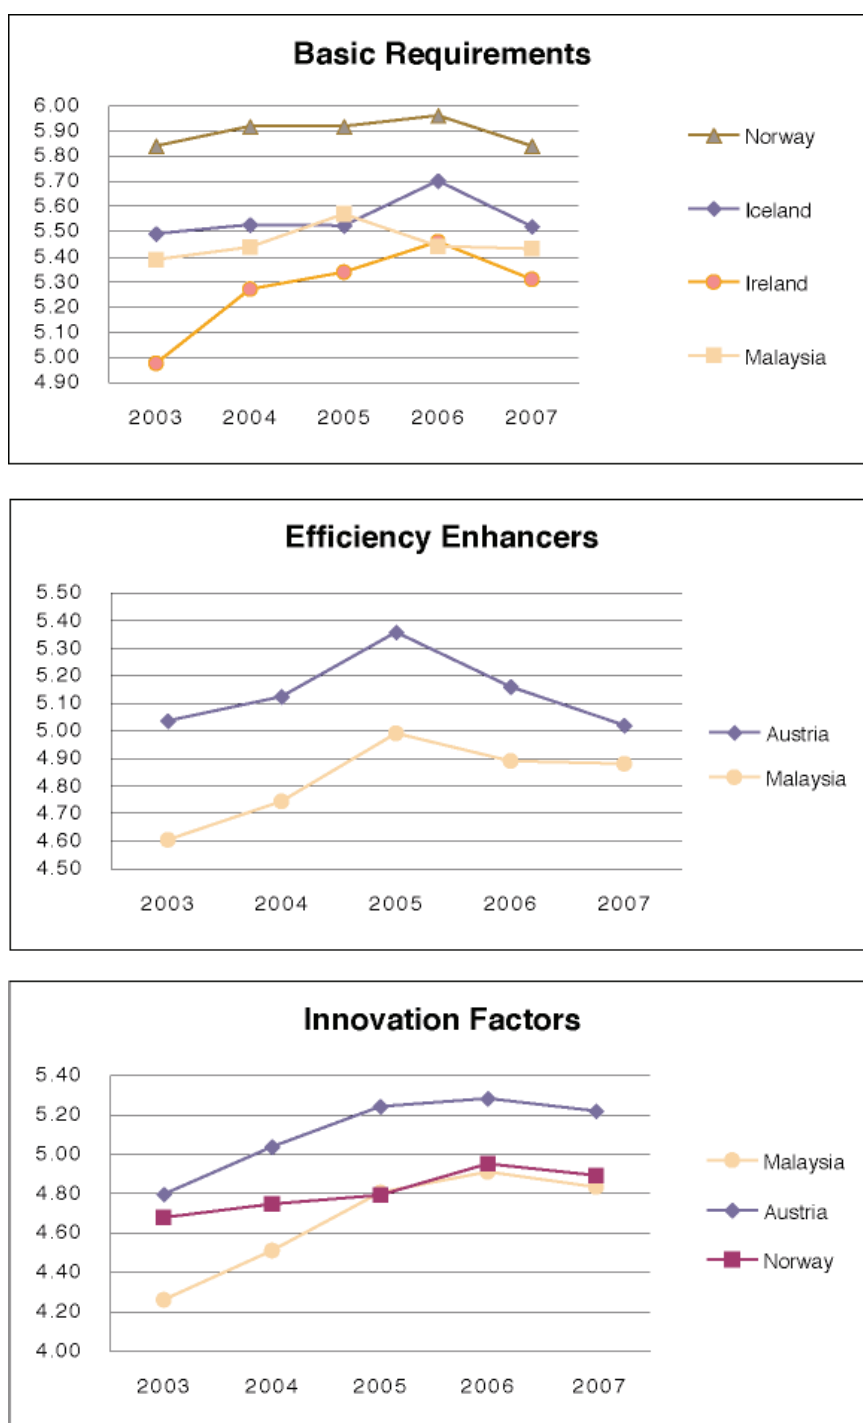 Basic Requirements
6.00
5.90
5.80
5.70
5.60
5.50
5.40
5.30
5.20
5.10
5.00
4.90
2003 2004 2005 2006 2007
Norway
Iceland
Ireland
Malaysia
Efficiency Enhancers
5.50
5.40
5.30
5.20
5.10
5.00
4.90
4.80
4.70
4.60
4.50
2003 2004 2005 2006 2007
Austria
Malaysia
Innovation Factors
5.40
5.20
5.00
4.80
4.60
4.40
4.20
4.00
2003 2004 2005 2006 2007
Malaysia
Austria
Norway